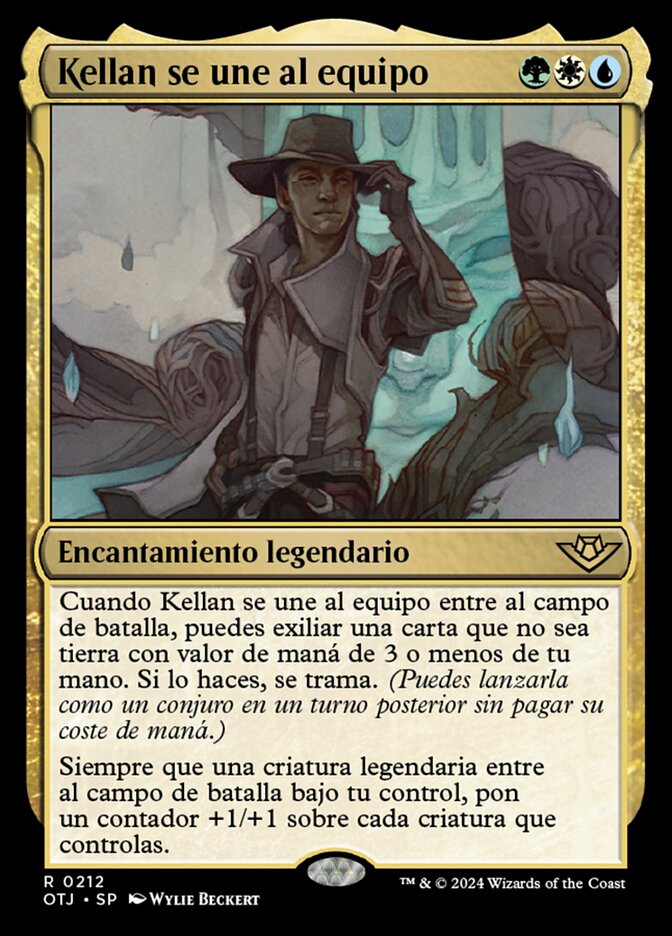 Kellan se une al equipo
Encantamiento legendario
Cuando Kellan se une al equipo entre al campo
de batalla, puedes exiliar una carta que no sea
tierra con valor de maná de 3 o menos de tu
mano. Si lo haces, se trama. (Puedes lanzarla
como un conjuro en un turno posterior sin pagar su
coste de maná.)
Siempre que una criatura legendaria entre
al campo de batalla bajo tu control, pon
un contador +1/+1 sobre cada criatura que
controlas.
R 0212
OTJ • SP Wylie Beckert
™ & © 2024 Wizards of the Coast